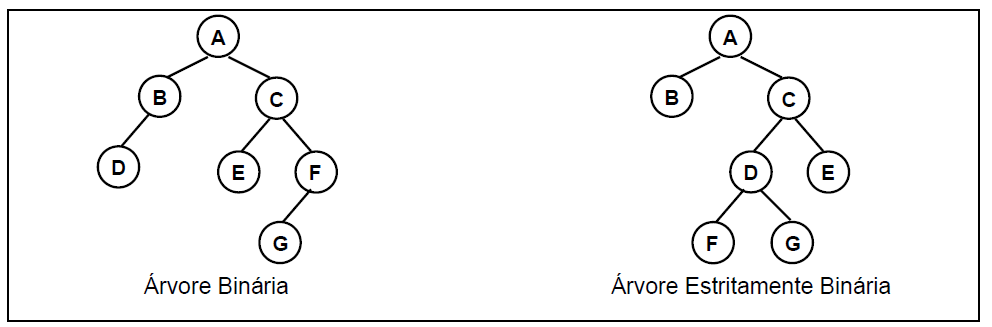 A A
B C B C
D E F D E
G F G
Árvore Binária Árvore Estritamente Binária